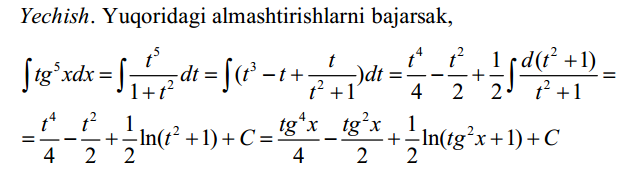 Yechish. Yuqoridagi almashtirishlarni bajarsak,
∫tg⁵xdx = ∫ t⁵/(1+t²) dt = ∫(t³ − t + t/(t²+1))dt = t⁴/4 − t²/2 + 1/2 ∫ d(t²+1)/(t²+1) =
= t⁴/4 − t²/2 + 1/2 ln(t²+1) + C = tg⁴x/4 − tg²x/2 + 1/2 ln(tg²x+1) + C